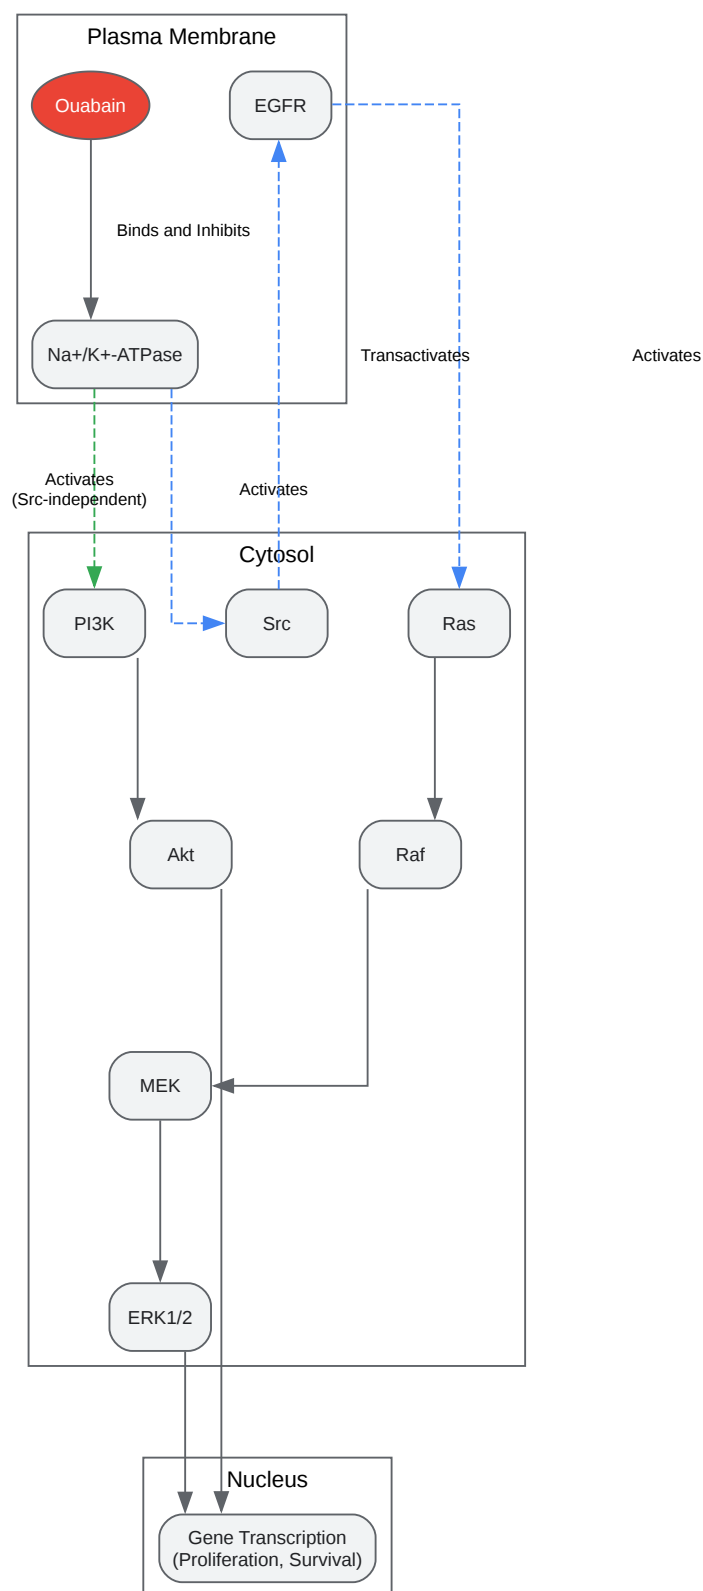 Plasma Membrane
Ouabain
EGFR
Binds and Inhibits
Na+/K+-ATPase
Transactivates
Activates
Activates
(Src-independent)
Activates
Cytosol
PI3K
Src
Ras
Akt
Raf
MEK
ERK1/2
Nucleus
Gene Transcription
(Proliferation, Survival)